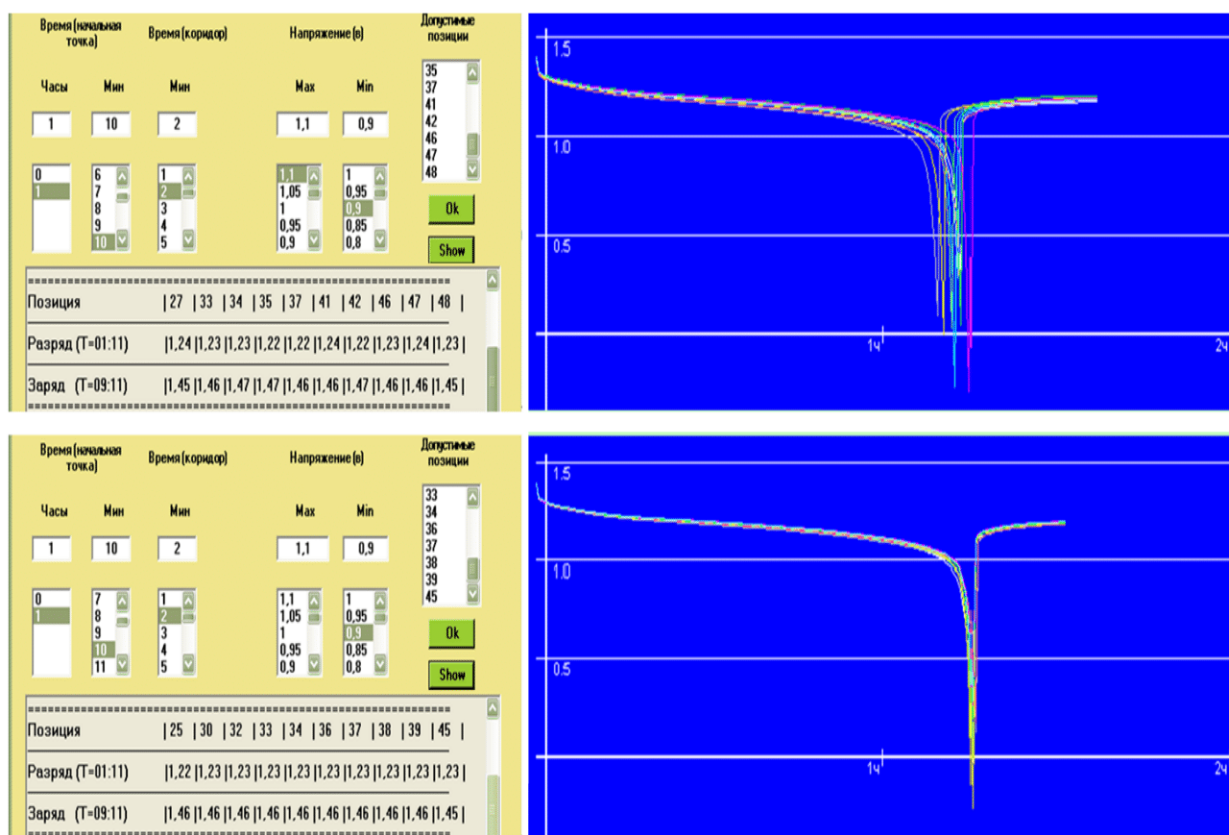 Время(начальная точка) Время(коридор) Напряжение(в) Допустимые позиции
Часы Мин Мин Max Min
1 10 2 1,1 0,9
35
37
41
42
46
47
48
0 6 1 1,1 1
1 7 2 1,05 0,95
8 3 1 0,9
9 4 0,95 0,85
10 5 0,9 0,8
Ok
Show
==================================================
Позиция |27 |33 |34 |35 |37 |41 |42 |46 |47 |48 |
Разряд (T=01:11) |1,24|1,23|1,23|1,22|1,22|1,24|1,22|1,23|1,24|1,23|
Заряд (T=09:11) |1,45|1,46|1,47|1,47|1,46|1,46|1,47|1,46|1,46|1,45|
==================================================
1.5
1.0
0.5
1ч 2ч
Время(начальная точка) Время(коридор) Напряжение(в) Допустимые позиции
Часы Мин Мин Max Min
1 10 2 1,1 0,9
33
34
36
37
38
39
45
0 7 1 1,1 1
1 8 2 1,05 0,95
9 3 1 0,9
10 4 0,95 0,85
11 5 0,9 0,8
Ok
Show
==================================================
Позиция |25 |30 |32 |33 |34 |36 |37 |38 |39 |45 |
Разряд (T=01:11) |1,22|1,23|1,23|1,23|1,23|1,23|1,23|1,23|1,23|1,23|
Заряд (T=09:11) |1,46|1,46|1,46|1,46|1,46|1,46|1,46|1,46|1,46|1,45|
==================================================
1.5
1.0
0.5
1ч 2ч